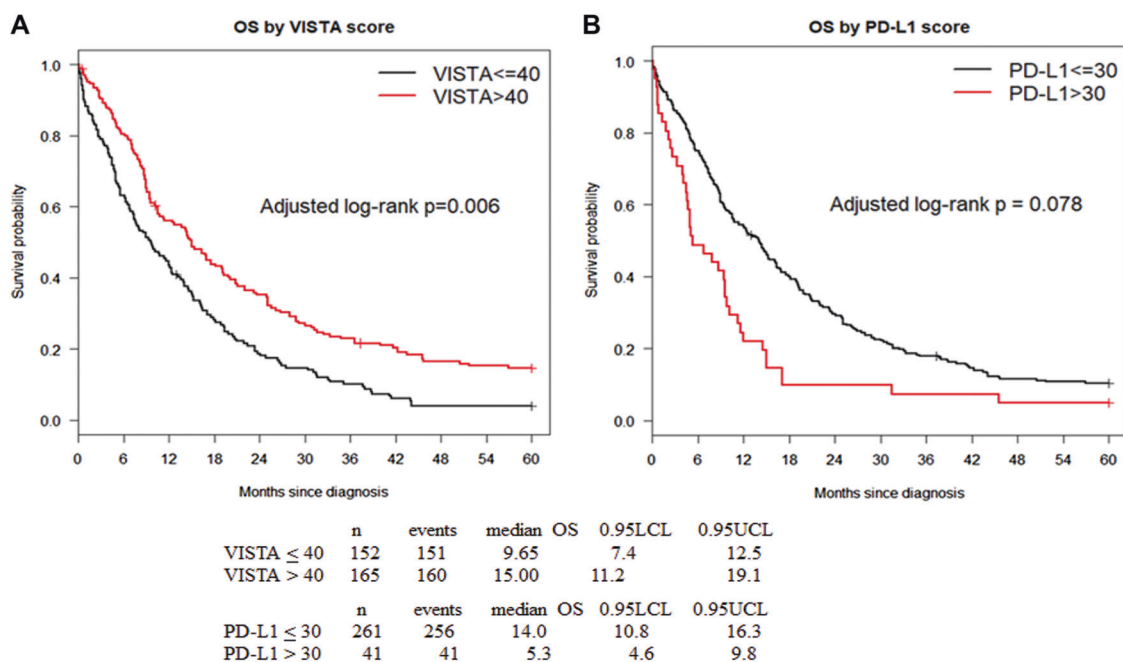 A
OS by VISTA score
VISTA<=40
VISTA>40
Adjusted log-rank p=0.006
Survival probability
1.0
0.8
0.6
0.4
0.2
0.0
0 6 12 18 24 30 36 42 48 54 60
Months since diagnosis
B
OS by PD-L1 score
PD-L1<=30
PD-L1>30
Adjusted log-rank p = 0.078
Survival probability
1.0
0.8
0.6
0.4
0.2
0.0
0 6 12 18 24 30 36 42 48 54 60
Months since diagnosis
n events median OS 0.95LCL 0.95UCL
VISTA ≤ 40 152 151 9.65 7.4 12.5
VISTA > 40 165 160 15.00 11.2 19.1
n events median OS 0.95LCL 0.95UCL
PD-L1 ≤ 30 261 256 14.0 10.8 16.3
PD-L1 > 30 41 41 5.3 4.6 9.8